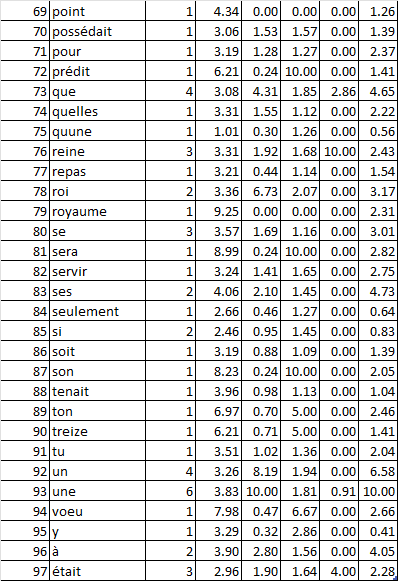 69 point 1 4.34 0.00 0.00 0.00 1.26
70 possédait 1 3.06 1.53 1.57 0.00 1.39
71 pour 1 3.19 1.28 1.27 0.00 2.37
72 prédit 1 6.21 0.24 10.00 0.00 1.41
73 que 4 3.08 4.31 1.85 2.86 4.65
74 quelles 1 3.31 1.55 1.12 0.00 2.22
75 quune 1 1.01 0.30 1.26 0.00 0.56
76 reine 3 3.31 1.92 1.68 10.00 2.43
77 repas 1 3.21 0.44 1.14 0.00 1.54
78 roi 2 3.36 6.73 2.07 0.00 3.17
79 royaume 1 9.25 0.00 0.00 0.00 2.31
80 se 3 3.57 1.69 1.16 0.00 3.01
81 sera 1 8.99 0.24 10.00 0.00 2.82
82 servir 1 3.24 1.41 1.65 0.00 2.75
83 ses 2 4.06 2.10 1.45 0.00 4.73
84 seulement 1 2.66 0.46 1.27 0.00 0.64
85 si 2 2.46 0.95 1.45 0.00 0.83
86 soit 1 3.19 0.88 1.09 0.00 1.39
87 son 1 8.23 0.24 10.00 0.00 2.05
88 tenait 1 3.96 0.98 1.13 0.00 1.04
89 ton 1 6.97 0.70 5.00 0.00 2.46
90 treize 1 6.21 0.71 5.00 0.00 1.41
91 tu 1 3.51 1.02 1.36 0.00 2.04
92 un 4 3.26 8.19 1.94 0.00 6.58
93 une 6 3.83 10.00 1.81 0.91 10.00
94 voeu 1 7.98 0.47 6.67 0.00 2.66
95 y 1 3.29 0.32 2.86 0.00 0.41
96 à 2 3.90 2.80 1.56 0.00 4.05
97 était 3 2.96 1.90 1.64 4.00 2.28